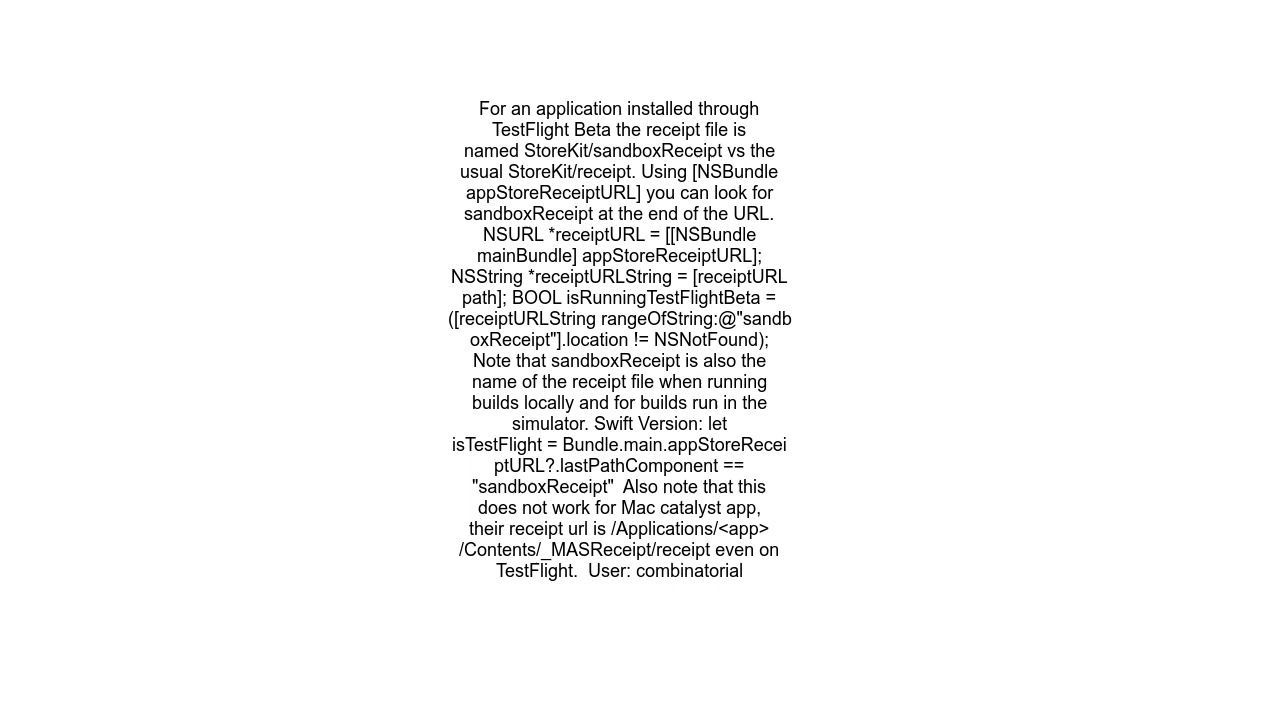 For an application installed through
TestFlight Beta the receipt file is
named StoreKit/sandboxReceipt vs the
usual StoreKit/receipt. Using [NSBundle
appStoreReceiptURL] you can look for
sandboxReceipt at the end of the URL.
NSURL *receiptURL = [[NSBundle
mainBundle] appStoreReceiptURL];
NSString *receiptURLString = [receiptURL
path]; BOOL isRunningTestFlightBeta =
([receiptURLString rangeOfString:@"sandb
oxReceipt"].location != NSNotFound);
Note that sandboxReceipt is also the
name of the receipt file when running
builds locally and for builds run in the
simulator. Swift Version: let
isTestFlight = Bundle.main.appStoreRecei
ptURL?.lastPathComponent ==
"sandboxReceipt"  Also note that this
does not work for Mac catalyst app,
their receipt url is /Applications/<app>
/Contents/_MASReceipt/receipt even on
TestFlight.  User: combinatorial